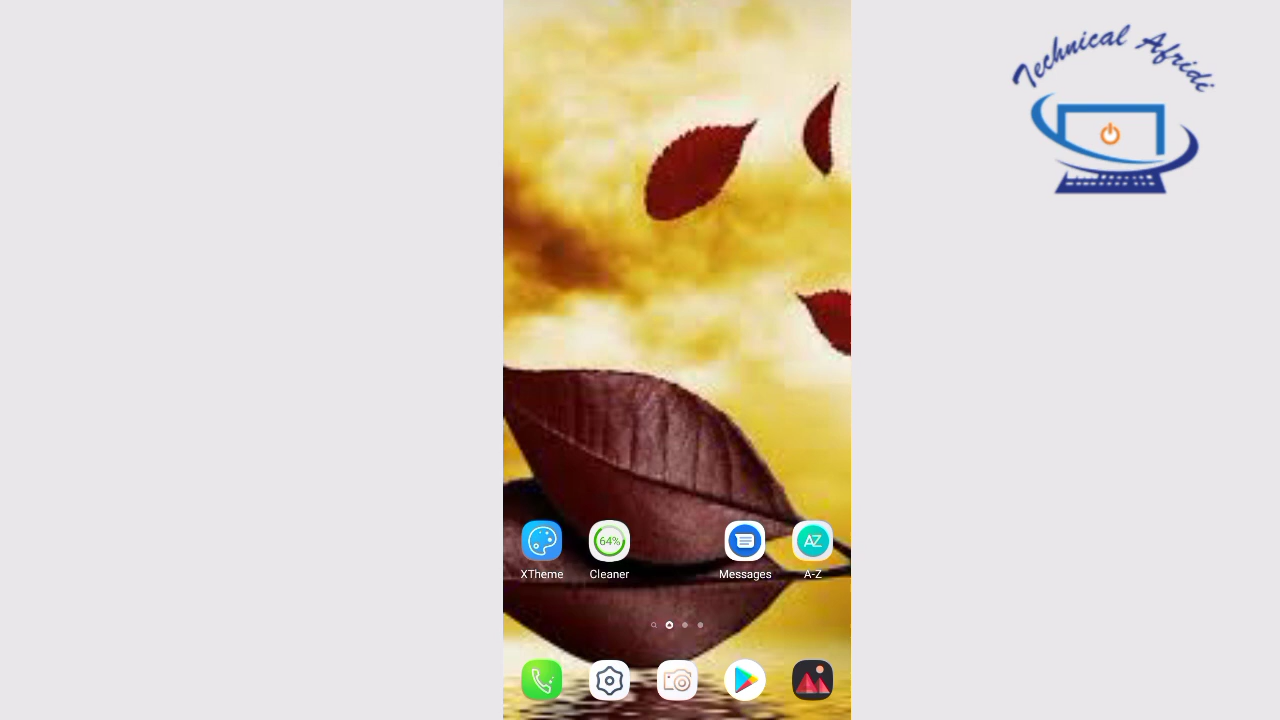 Technical Afridi
64%
AZ
XTheme
Cleaner
Messages
A-Z